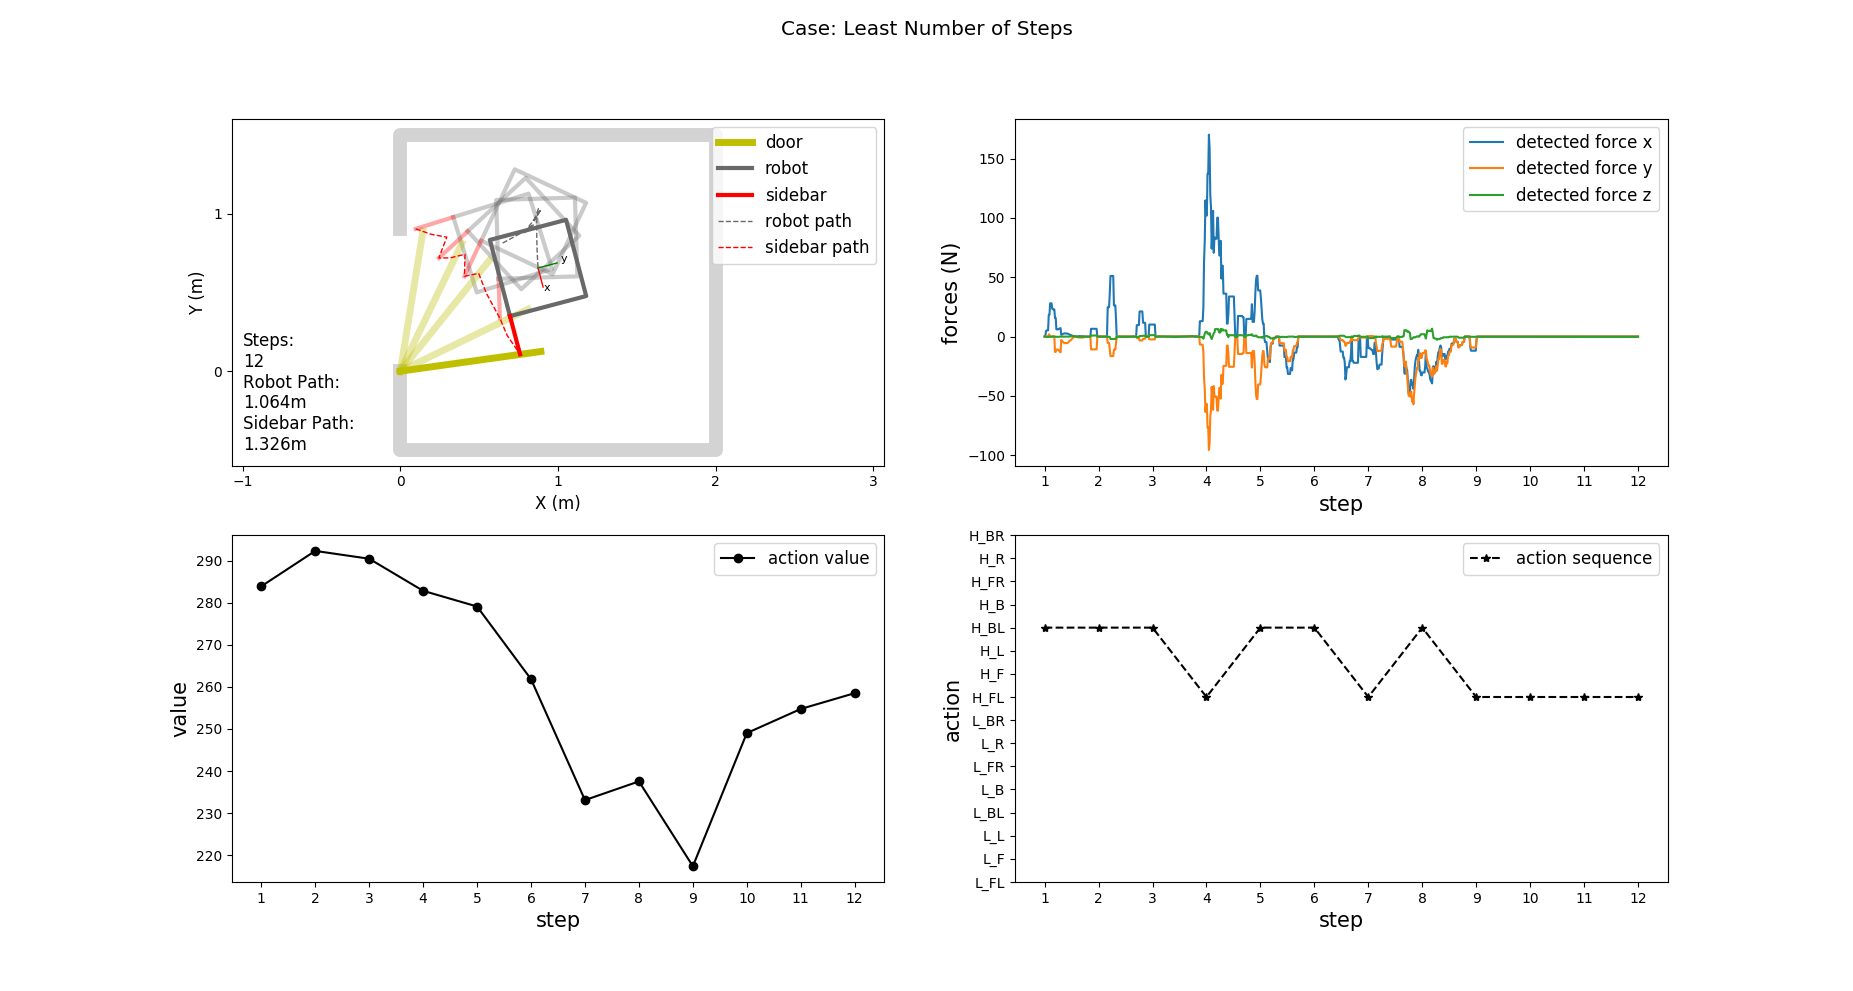 Case: Least Number of Steps
door
robot
sidebar
robot path
sidebar path
1
0
Y (m)
Steps:
12
Robot Path:
1.064m
Sidebar Path:
1.326m
x
y
−1 0 1 2 3
X (m)
detected force x
detected force y
detected force z
150
100
50
0
−50
−100
forces (N)
1 2 3 4 5 6 7 8 9 10 11 12
step
action value
290
280
270
260
250
240
230
220
value
1 2 3 4 5 6 7 8 9 10 11 12
step
action sequence
H_BR
H_R
H_FR
H_B
H_BL
H_L
H_F
H_FL
L_BR
L_R
L_FR
L_B
L_BL
L_L
L_F
L_FL
action
1 2 3 4 5 6 7 8 9 10 11 12
step